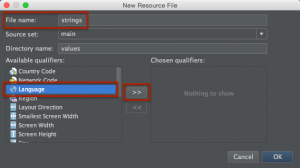 New Resource File
File name: strings
Source set: main
Directory name: values
Available qualifiers: Chosen qualifiers:
Country Code
Network Code
Language
Region
Layout Direction
Smallest Screen Width
Screen Width
Screen Height
>>
<<
Nothing to show
Cancel OK